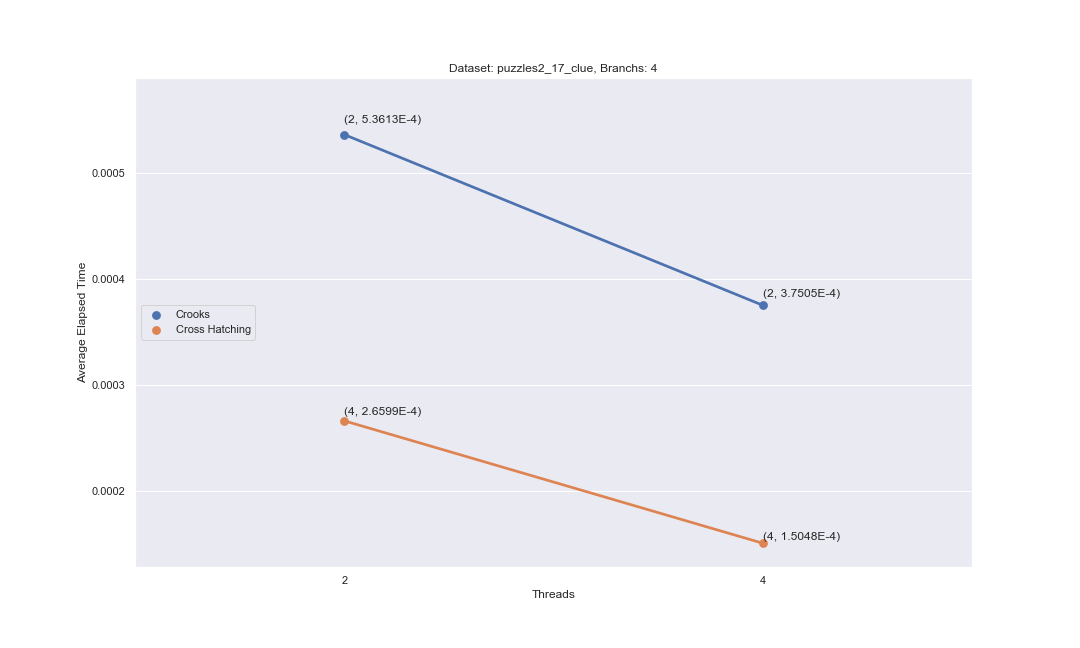 Dataset: puzzles2_17_clue, Branchs: 4
(2, 5.3613E-4)
0.0005
(2, 3.7505E-4)
0.0004
Average Elapsed Time
Crooks
Cross Hatching
0.0003
(4, 2.6599E-4)
0.0002
(4, 1.5048E-4)
2
4
Threads